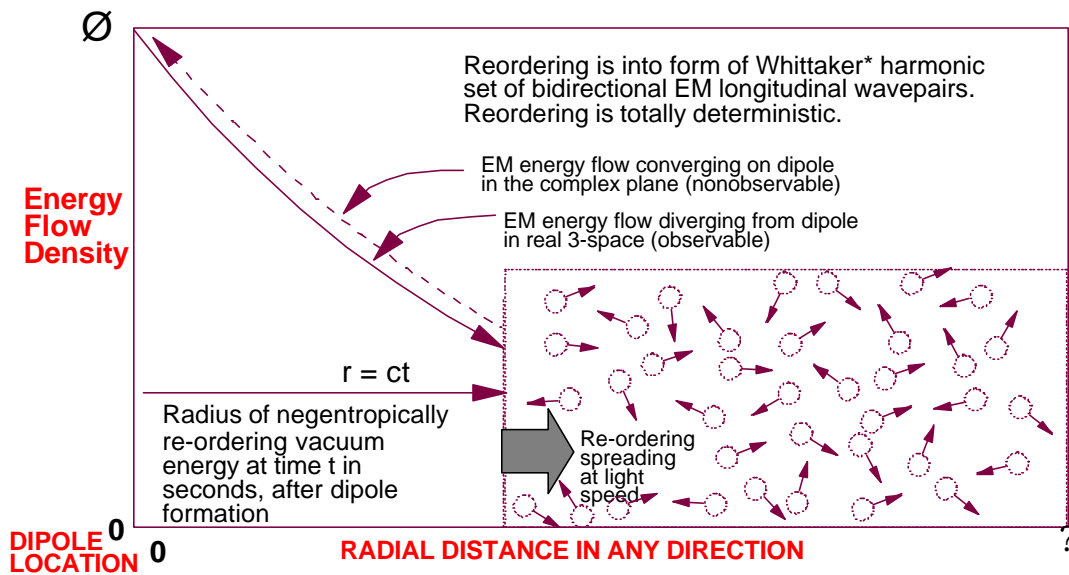 Ø
Reordering is into form of Whittaker* harmonic
set of bidirectional EM longitudinal wavepairs.
Reordering is totally deterministic.
EM energy flow converging on dipole
in the complex plane (nonobservable)
EM energy flow diverging from dipole
in real 3-space (observable)
Energy
Flow
Density
r = ct
Radius of negentropically
re-ordering vacuum
energy at time t in
seconds, after dipole
formation
Re-ordering
spreading
at light
speed
0
DIPOLE
LOCATION
0
RADIAL DISTANCE IN ANY DIRECTION